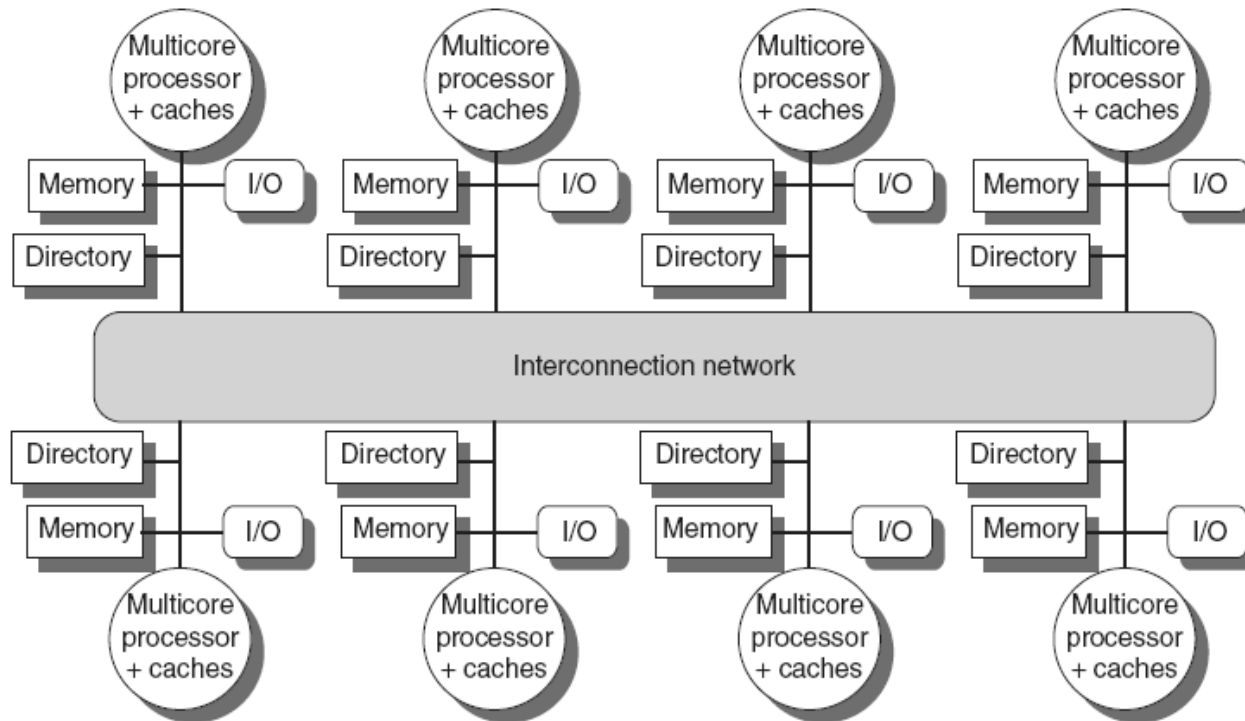 Multicore
processor
+ caches
Multicore
processor
+ caches
Multicore
processor
+ caches
Multicore
processor
+ caches
Memory
I/O
Memory
I/O
Memory
I/O
Memory
I/O
Directory
Directory
Directory
Directory
Interconnection network
Directory
Directory
Directory
Directory
Memory
I/O
Memory
I/O
Memory
I/O
Memory
I/O
Multicore
processor
+ caches
Multicore
processor
+ caches
Multicore
processor
+ caches
Multicore
processor
+ caches